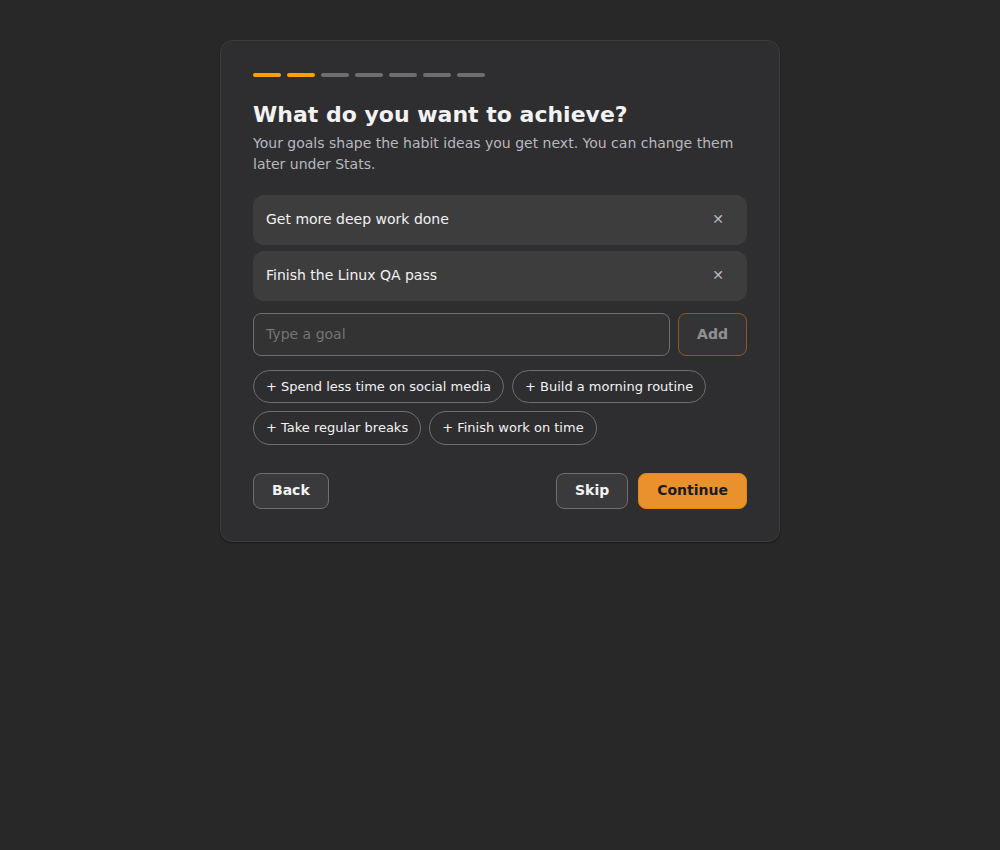 What do you want to achieve?
Your goals shape the habit ideas you get next. You can change them
later under Stats.
Get more deep work done ✕
Finish the Linux QA pass ✕
Type a goal Add
+ Spend less time on social media + Build a morning routine
+ Take regular breaks + Finish work on time
Back Skip Continue